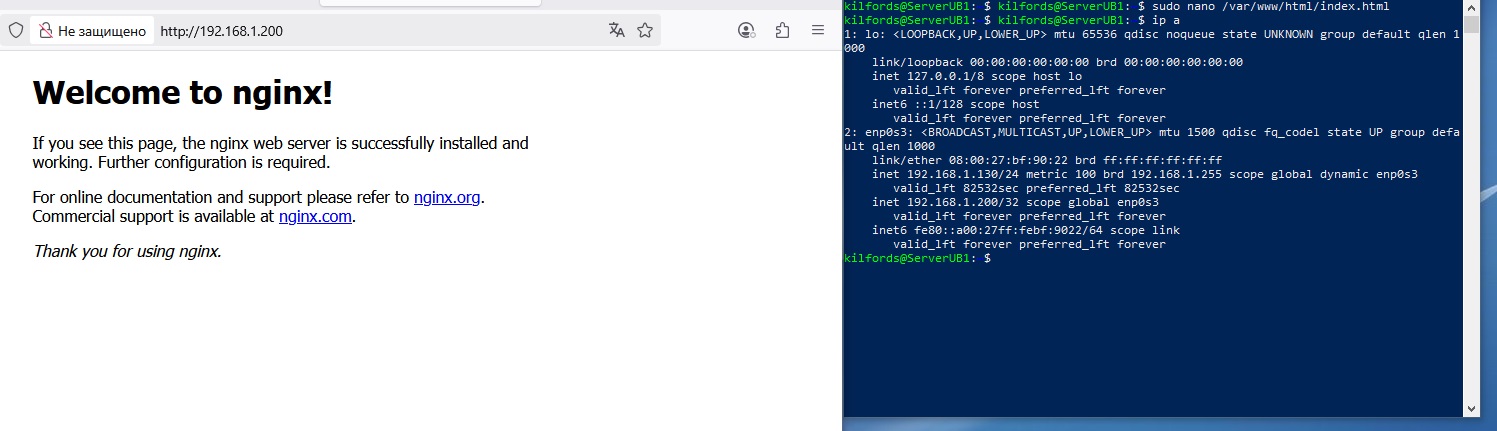 Не защищено http://192.168.1.200
Welcome to nginx!
If you see this page, the nginx web server is successfully installed and
working. Further configuration is required.
For online documentation and support please refer to nginx.org.
Commercial support is available at nginx.com.
Thank you for using nginx.
kilfords@ServerUB1: $ kilfords@ServerUB1: $ sudo nano /var/www/html/index.html
kilfords@ServerUB1: $ kilfords@ServerUB1: $ ip a
1: lo: <LOOPBACK,UP,LOWER_UP> mtu 65536 qdisc noqueue state UNKNOWN group default qlen 1
000
link/loopback 00:00:00:00:00:00 brd 00:00:00:00:00:00
inet 127.0.0.1/8 scope host lo
valid_lft forever preferred_lft forever
inet6 ::1/128 scope host
valid_lft forever preferred_lft forever
2: enp0s3: <BROADCAST,MULTICAST,UP,LOWER_UP> mtu 1500 qdisc fq_codel state UP group defa
ult qlen 1000
link/ether 08:00:27:bf:90:22 brd ff:ff:ff:ff:ff:ff
inet 192.168.1.130/24 metric 100 brd 192.168.1.255 scope global dynamic enp0s3
valid_lft 82532sec preferred_lft 82532sec
inet 192.168.1.200/32 scope global enp0s3
valid_lft forever preferred_lft forever
inet6 fe80::a00:27ff:febf:9022/64 scope link
valid_lft forever preferred_lft forever
kilfords@ServerUB1: $